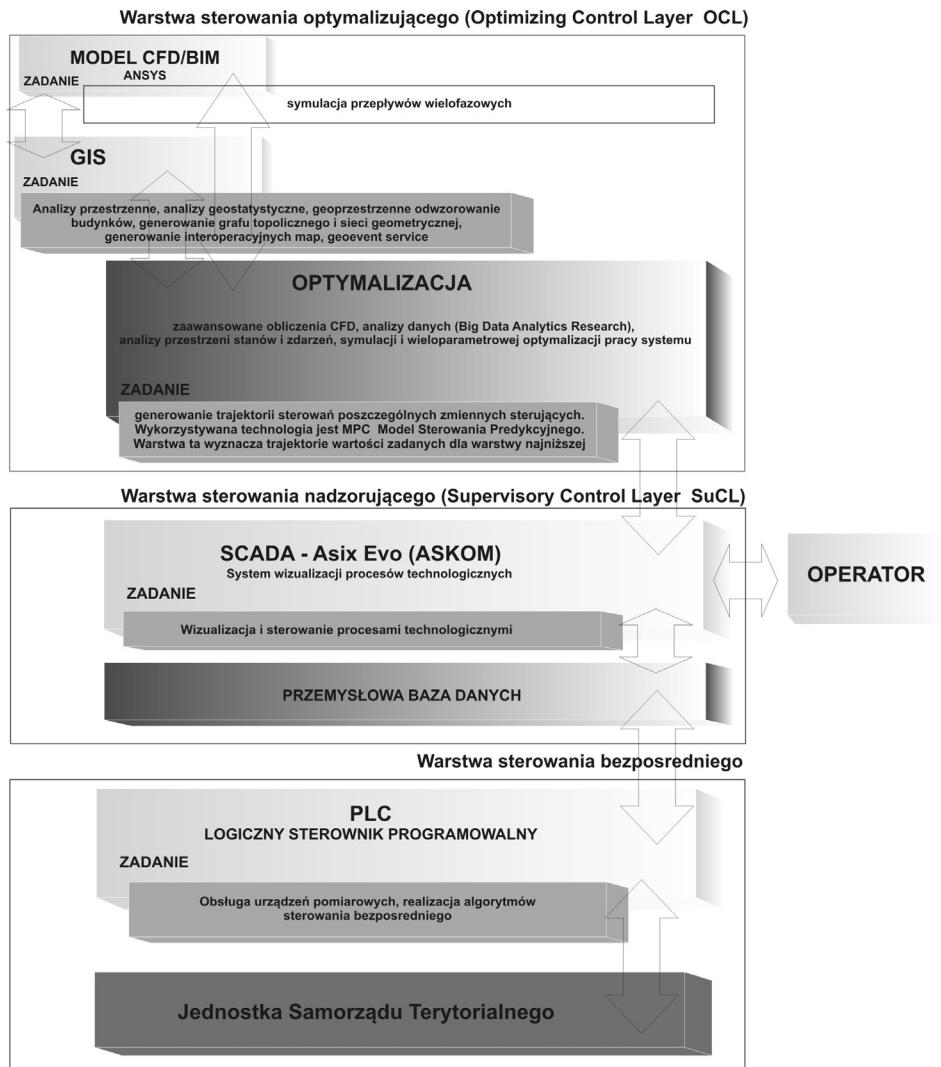 Warstwa sterowania optymalizującego (Optimizing Control Layer OCL)
MODEL CFD/BIM
ANSYS
ZADANIE
symulacja przepływów wielofazowych
GIS
ZADANIE
Analizy przestrzenne, analizy geostatystyczne, geoprzestrzenne odwzorowanie
budynków, generowanie grafu topolicznego i sieci geometrycznej,
generowanie interoperacyjnych map, geoevent service
OPTYMALIZACJA
zaawansowane obliczenia CFD, analizy danych (Big Data Analytics Research),
analizy przestrzeni stanów i zdarzeń, symulacji i wieloparametrowej optymalizacji pracy systemu
ZADANIE
generowanie trajektorii sterowań poszczególnych zmiennych sterujących.
Wykorzystywana technologia jest MPC Model Sterowania Predykcyjnego.
Warstwa ta wyznacza trajektorie wartości zadanych dla warstwy najniższej
Warstwa sterowania nadzorującego (Supervisory Control Layer SuCL)
SCADA - Asix Evo (ASKOM)
System wizualizacji procesów technologicznych
ZADANIE
Wizualizacja i sterowanie procesami technologicznymi
OPERATOR
PRZEMYSŁOWA BAZA DANYCH
Warstwa sterowania bezposredniego
PLC
LOGICZNY STEROWNIK PROGRAMOWALNY
ZADANIE
Obsługa urządzeń pomiarowych, realizacja algorytmów
sterowania bezposredniego
Jednostka Samorządu Terytorialnego